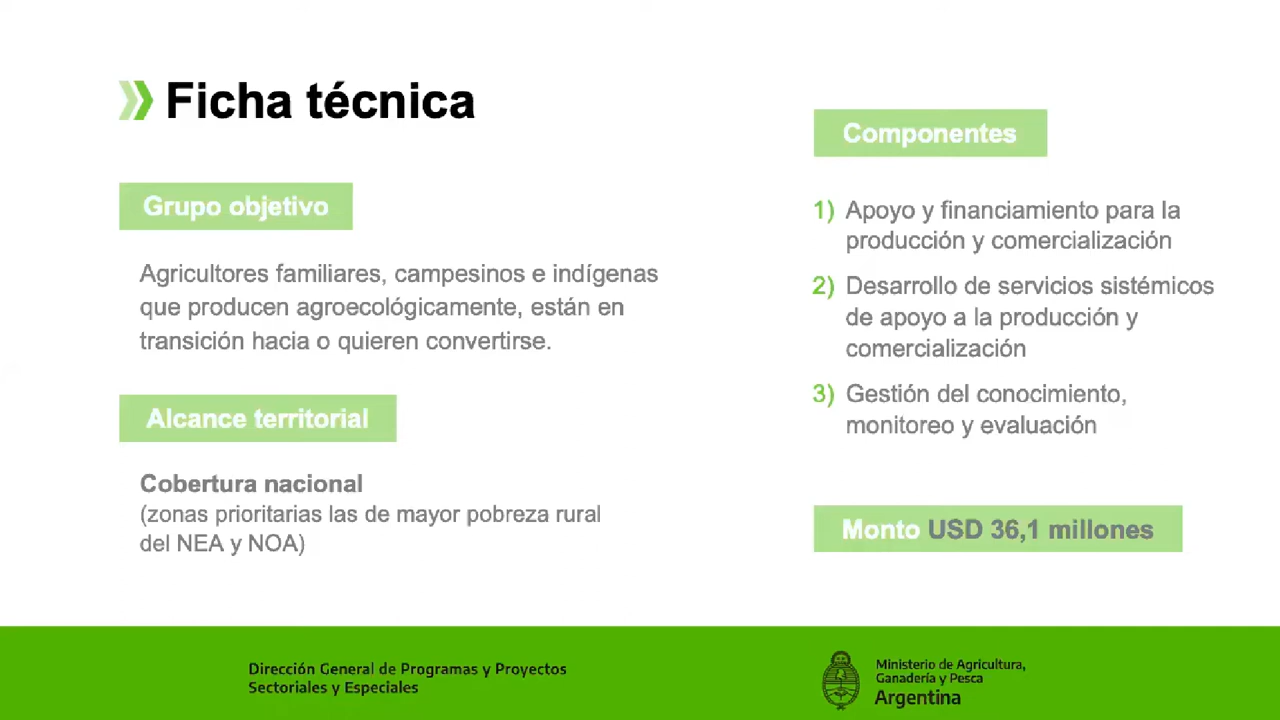 Ficha técnica
Grupo objetivo
Agricultores familiares, campesinos e indígenas
que producen agroecológicamente, están en
transición hacia o quieren convertirse.
Alcance territorial
Cobertura nacional
(zonas prioritarias las de mayor pobreza rural
del NEA y NOA)
Componentes
1) Apoyo y financiamiento para la
producción y comercialización
2) Desarrollo de servicios sistémicos
de apoyo a la producción y
comercialización
3) Gestión del conocimiento,
monitoreo y evaluación
Monto USD 36,1 millones
Dirección General de Programas y Proyectos
Sectoriales y Especiales
Ministerio de Agricultura,
Ganadería y Pesca
Argentina